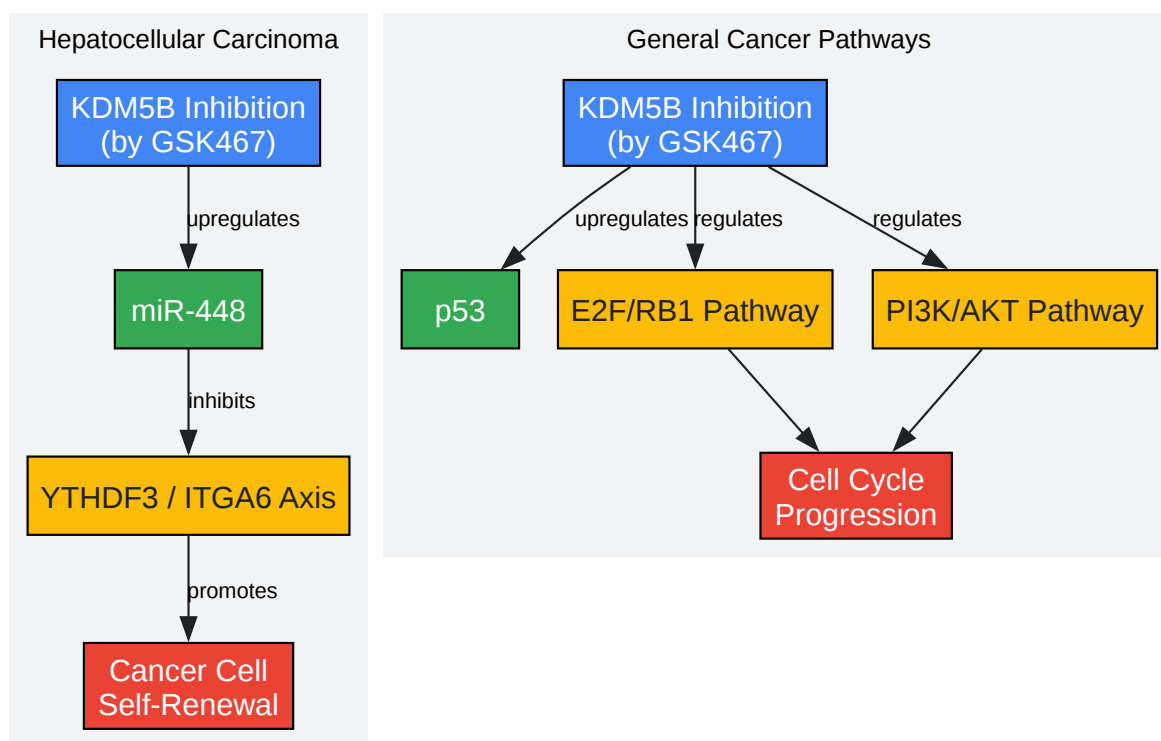 Hepatocellular Carcinoma
KDM5B Inhibition
(by GSK467)
upregulates
miR-448
inhibits
YTHDF3 / ITGA6 Axis
promotes
Cancer Cell
Self-Renewal
General Cancer Pathways
KDM5B Inhibition
(by GSK467)
upregulates
regulates
regulates
p53
E2F/RB1 Pathway
PI3K/AKT Pathway
Cell Cycle
Progression